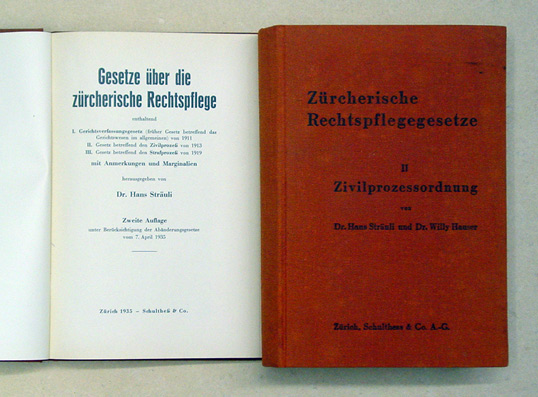 Gesetze über die
zürcherische Rechtspflege
enthaltend
I. Gerichtsverfassungsgesetz (früher Gesetz betreffend das
Gerichtswesen im allgemeinen) von 1911
II. Gesetz betreffend den Zivilprozeß von 1913
III. Gesetz betreffend den Strafprozeß von 1919
mit Anmerkungen und Marginalien
herausgegeben von
Dr. Hans Sträuli
Zweite Auflage
unter Berücksichtigung der Abänderungsgesetze
vom 7. April 1935
Zürich 1935 – Schultheß & Co.
Zürcherische
Rechtspflegegesetze
II
Zivilprozessordnung
von
Dr. Hans Sträuli und Dr. Willy Hauser
Zürich, Schulthess & Co. A.-G.